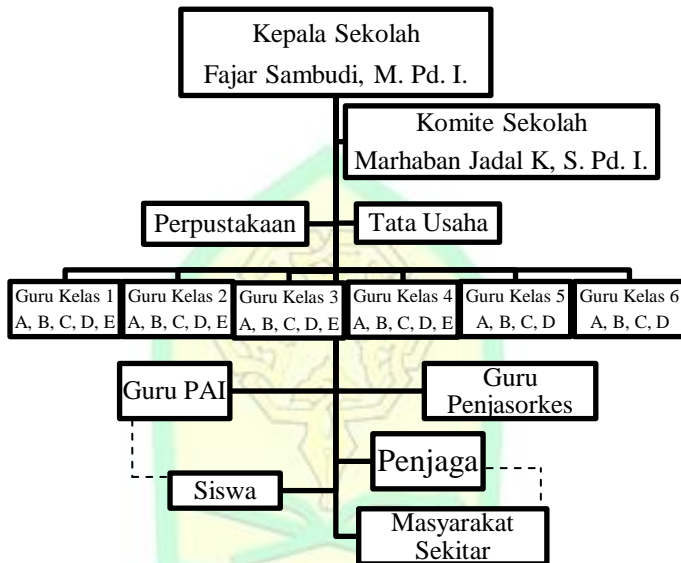 Kepala Sekolah
Fajar Sambudi, M. Pd. I.
Komite Sekolah
Marhaban Jadal K, S. Pd. I.
Perpustakaan
Tata Usaha
Guru Kelas 1
A, B, C, D, E
Guru Kelas 2
A, B, C, D, E
Guru Kelas 3
A, B, C, D, E
Guru Kelas 4
A, B, C, D, E
Guru Kelas 5
A, B, C, D
Guru Kelas 6
A, B, C, D
Guru PAI
Guru
Penjasorkes
Penjaga
Siswa
Masyarakat
Sekitar